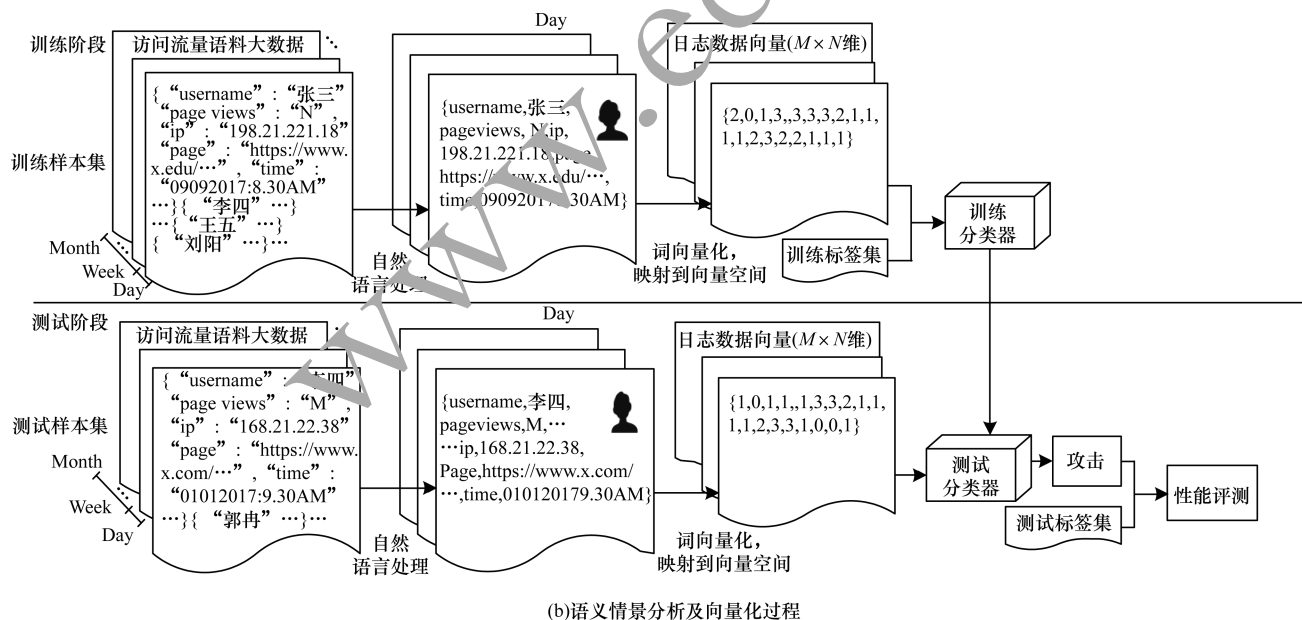 Day
训练阶段
访问流量语料大数据
日志数据向量(M×N维)
{“username”:“张三”
“page views”:“N”,
“ip”:“198.21.221.18”
“page”:“https://www.
x.edu/…”,“time”:
“09092017:8.30AM”
…}{ “李四” …}
…{“王五” …
{ “刘阳” …}…
训练样本集
Month
Week
Day
{username,张三,
pageviews, N,ip,
198.21.221.18,page,
https://www.x.edu/…,
time,09092017 .30AM}
{2,0,1,3,,3,3,3,2,1,1,
1,1,2,3,2,2,1,1,1}
自然
语言处理
词向量化,
映射到向量空间
训练标签集
训练
分类器
测试阶段
访问流量语料大数据
Day
日志数据向量(M×N维)
{“username”: 李四”
“page views”:“M”,
“ip”:“168.21.22.38”
“page”:“https://www.
x.com/…”,“time”:
“01012017:9.30AM”
…}{ “郭冉” …}…
测试样本集
Month
Week
Day
{username,李四,
pageviews,M,…
…ip,168.21.22.38,
Page,https://www.x.com/
…,time,010120179.30AM}
{1,0,1,1,,1,3,3,2,1,1,
1,1,2,3,3,1,0,0,1}
自然
语言处理
词向量化,
映射到向量空间
测试
分类器
攻击
测试标签集
性能评测
(b)语义情景分析及向量化过程
www.ec